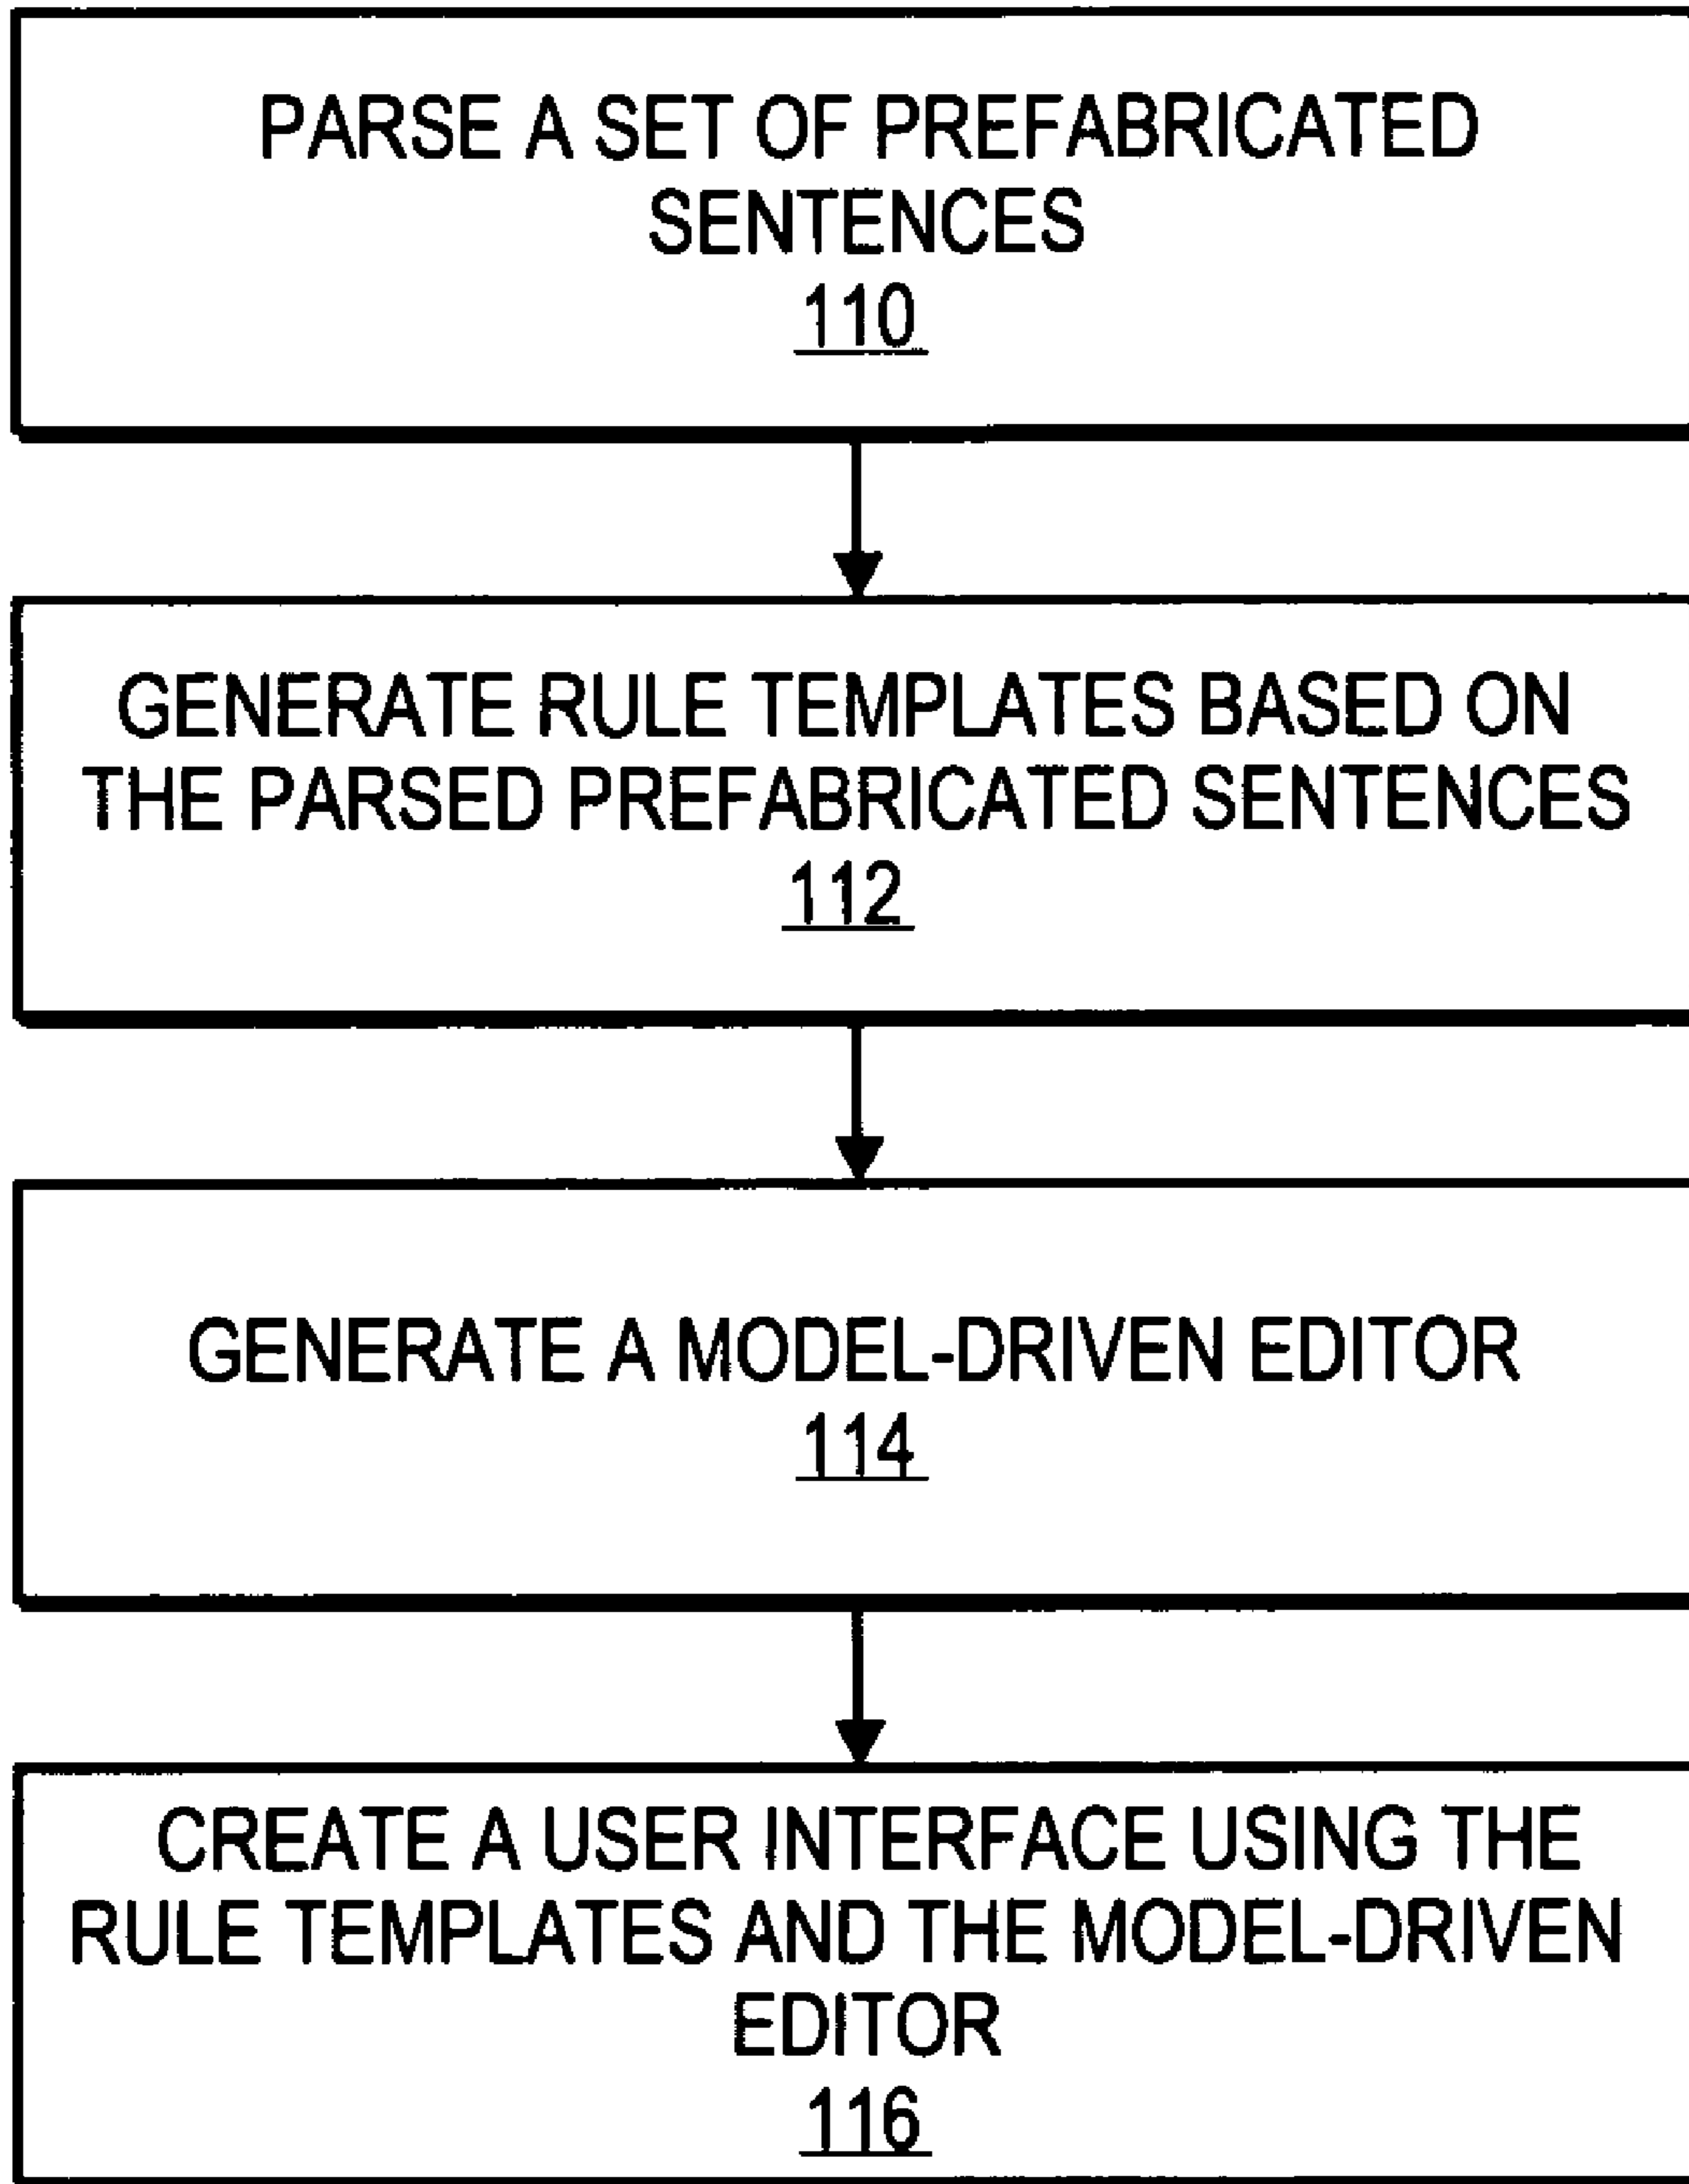 PARSE A SET OF PREFABRICATED
SENTENCES
110
GENERATE RULE TEMPLATES BASED ON
THE PARSED PREFABRICATED SENTENCES
112
GENERATE A MODEL-DRIVEN EDITOR
114
CREATE A USER INTERFACE USING THE
RULE TEMPLATES AND THE MODEL-DRIVEN
EDITOR
116